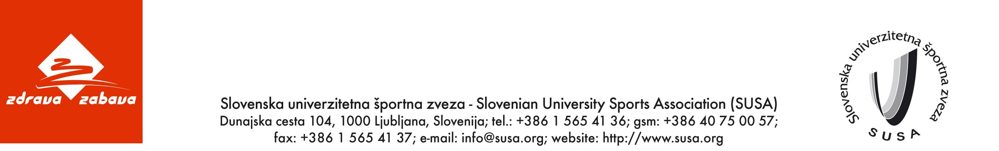 zdrava zabava
Slovenska univerzitetna športna zveza - Slovenian University Sports Association (SUSA)
Dunajska cesta 104, 1000 Ljubljana, Slovenija; tel.: +386 1 565 41 36; gsm: +386 40 75 00 57;
fax: +386 1 565 41 37; e-mail: info@susa.org; website: http://www.susa.org
Slovenska univerzitetna športna zveza
SUSA